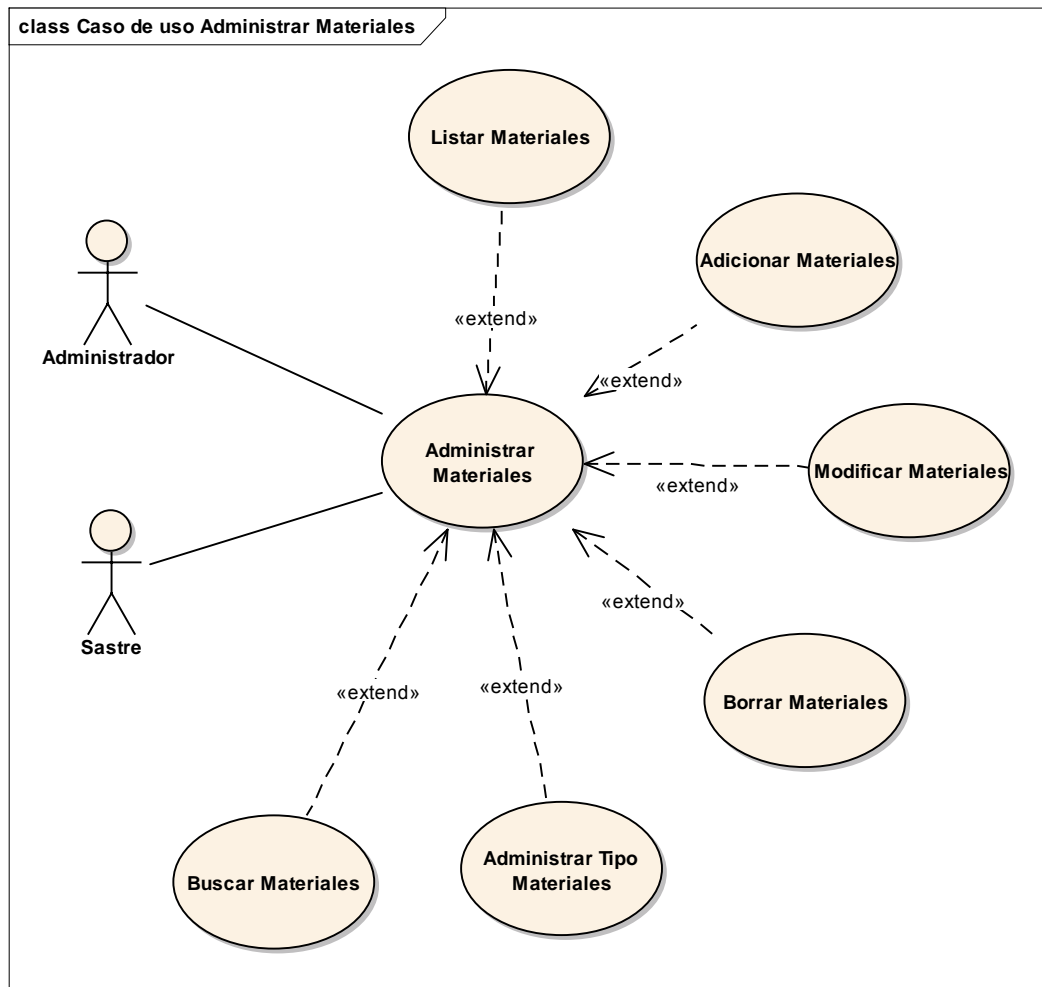 class Caso de uso Administrar Materiales
Listar Materiales
Adicionar Materiales
Administrador
«extend»
«extend»
Administrar
Materiales
Modificar Materiales
«extend»
Sastre
«extend»
«extend»
«extend»
Borrar Materiales
Buscar Materiales
Administrar Tipo
Materiales